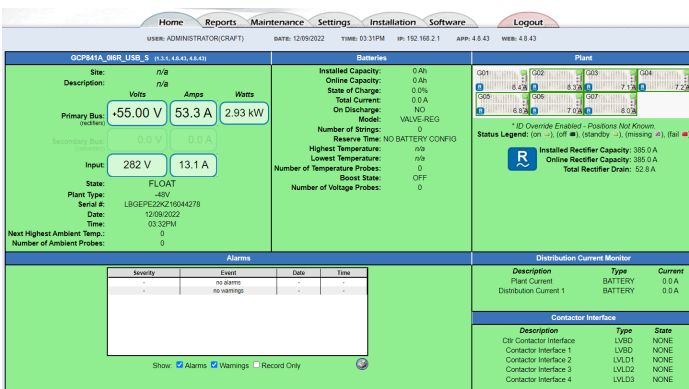 Home Reports Maintenance Settings Installation Software Logout
USER: ADMINISTRATOR(CRAFT) DATE: 12/09/2022 TIME: 03:31PM IP: 192.168.2.1 APP: 4.8.43 WEB: 4.8.43
GCP841A_0I6R_USB_S (1.3.1, 4.8.43, 4.8.43)
Site: n/a
Description: n/a
Volts Amps Watts
Primary Bus: +55.00 V 53.3 A 2.93 kW
(rectifiers)
Secondary Bus: 0.0 V 0.0 A
Input: 282 V 13.1 A
State: FLOAT
Plant Type: -48V
Serial #: LBGEPE22KZ16044278
Date: 12/09/2022
Time: 03:32PM
Next Highest Ambient Temp.: 0
Number of Ambient Probes: 0
Batteries
Installed Capacity: 0 Ah
Online Capacity: 0 Ah
State of Charge: 0.0%
Total Current: 0.0 A
On Discharge: NO
Model: VALVE-REG
Number of Strings: 0
Reserve Time: NO BATTERY CONFIG
Highest Temperature: n/a
Lowest Temperature: n/a
Number of Temperature Probes: 0
Boost State: OFF
Number of Voltage Probes: 0
Plant
G01 G02 G03 G04
R 8.4 A R 8.3 A R 7.1 A R 7.2 A
G05 G06 G07
R 6.8 A R 7.0 A R 8.0 A
* ID Override Enabled - Positions Not Known.
Status Legend: (on ), (off ), (standby ), (missing ), (fail
R
Installed Rectifier Capacity: 385.0 A
Online Rectifier Capacity: 385.0 A
Total Rectifier Drain: 52.8 A
Alarms
Severity Event Date Time
- no alarms - -
- no warnings - -
Show: Alarms Warnings Record Only
Distribution Current Monitor
Description Type Current
Plant Current BATTERY 0.0 A
Distribution Current 1 BATTERY 0.0 A
Contactor Interface
Description Type State
Ctlr Contactor Interface LVBD NONE
Contactor Interface 1 LVBD NONE
Contactor Interface 2 LVLD1 NONE
Contactor Interface 3 LVLD2 NONE
Contactor Interface 4 LVLD3 NONE